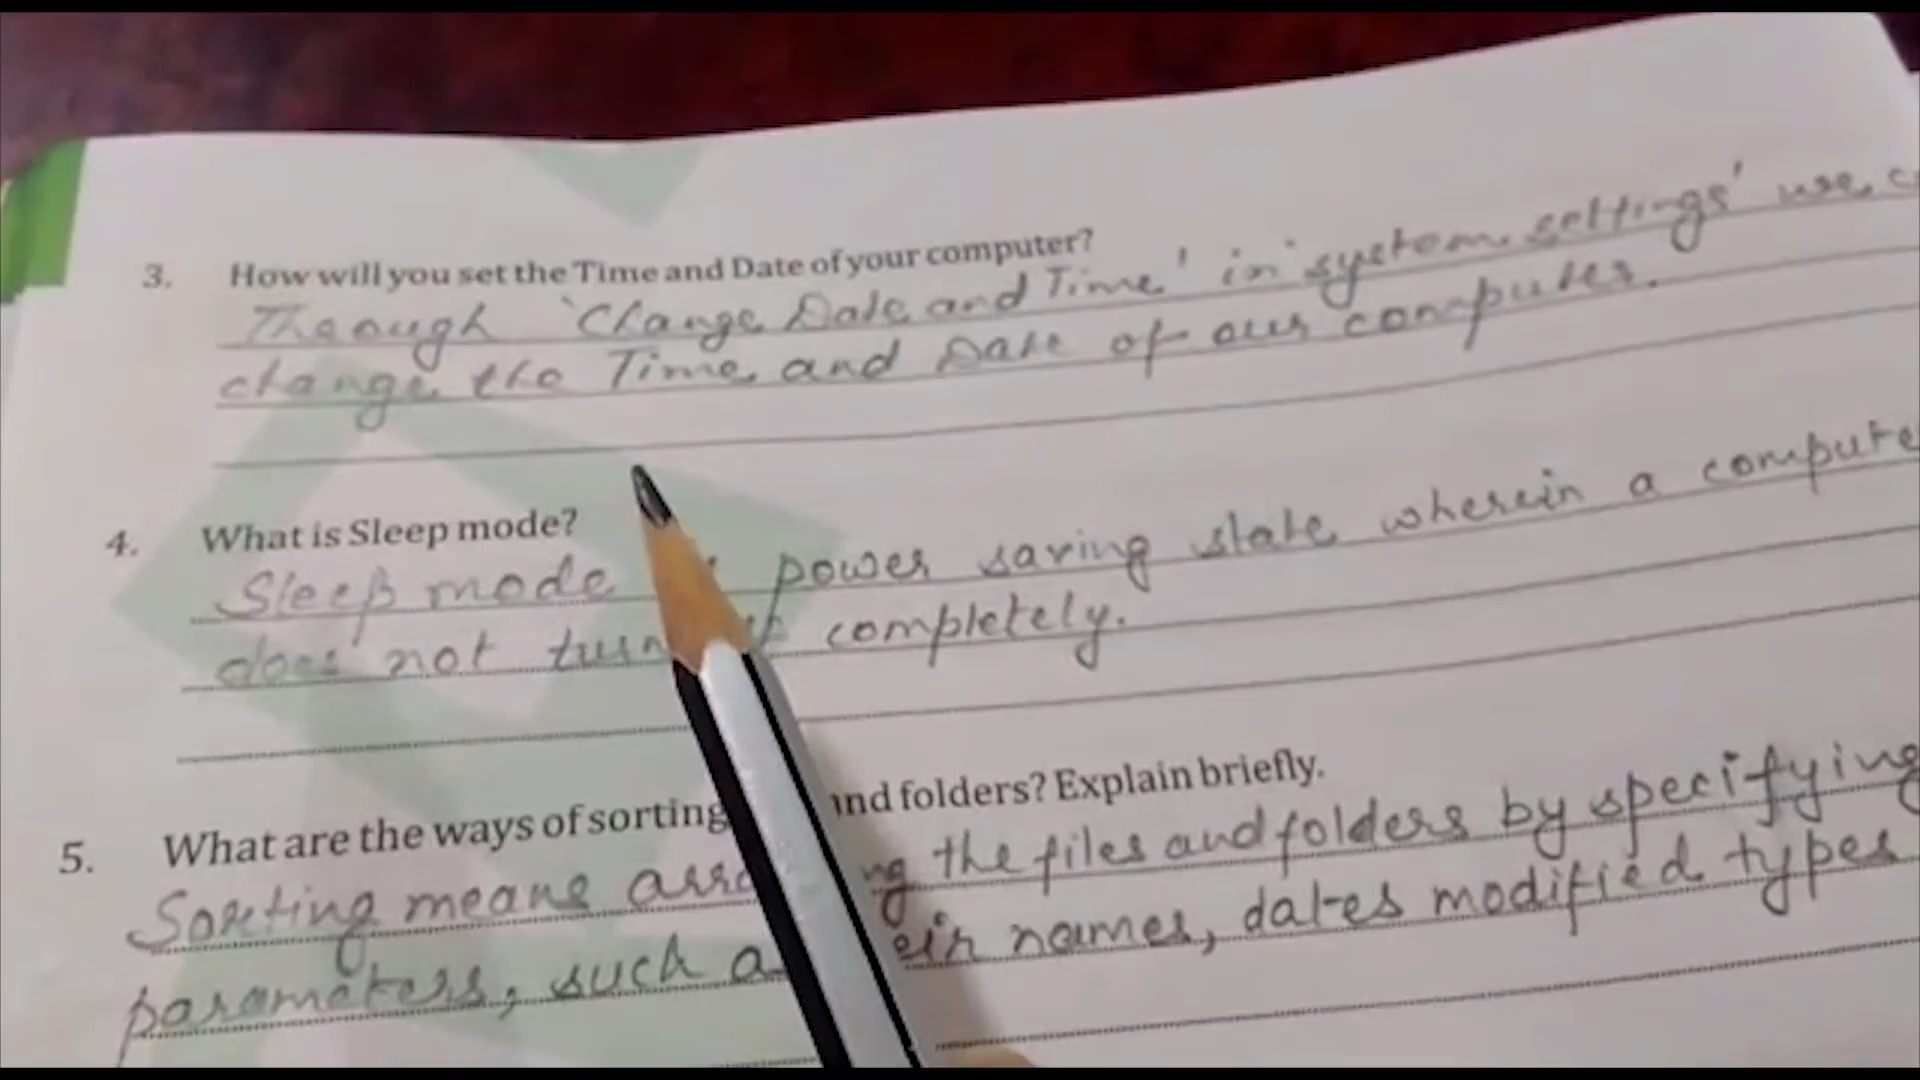 3. How will you set the Time and Date of your computer?
Through 'Change Date and Time' in 'system settings' use
change the Time and Date of our computer.
4. What is Sleep mode?
Sleep mode power saving state wherein a
does not turn completely.
5. What are the ways of sorting and folders? Explain briefly.
Sorting means the files and folders by specifying
parameters, such names, dates modified types